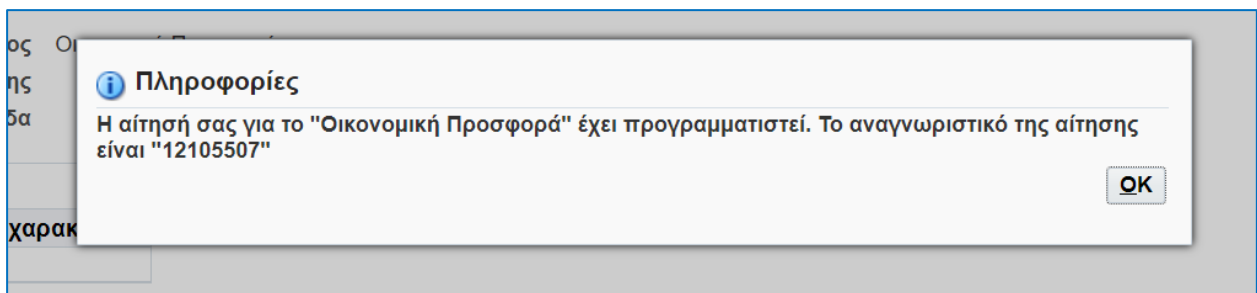 ος
ης
δα
Πληροφορίες
Η αίτησή σας για το "Οικονομική Προσφορά" έχει προγραμματιστεί. Το αναγνωριστικό της αίτησης
είναι "12105507"
OK
χαρακ